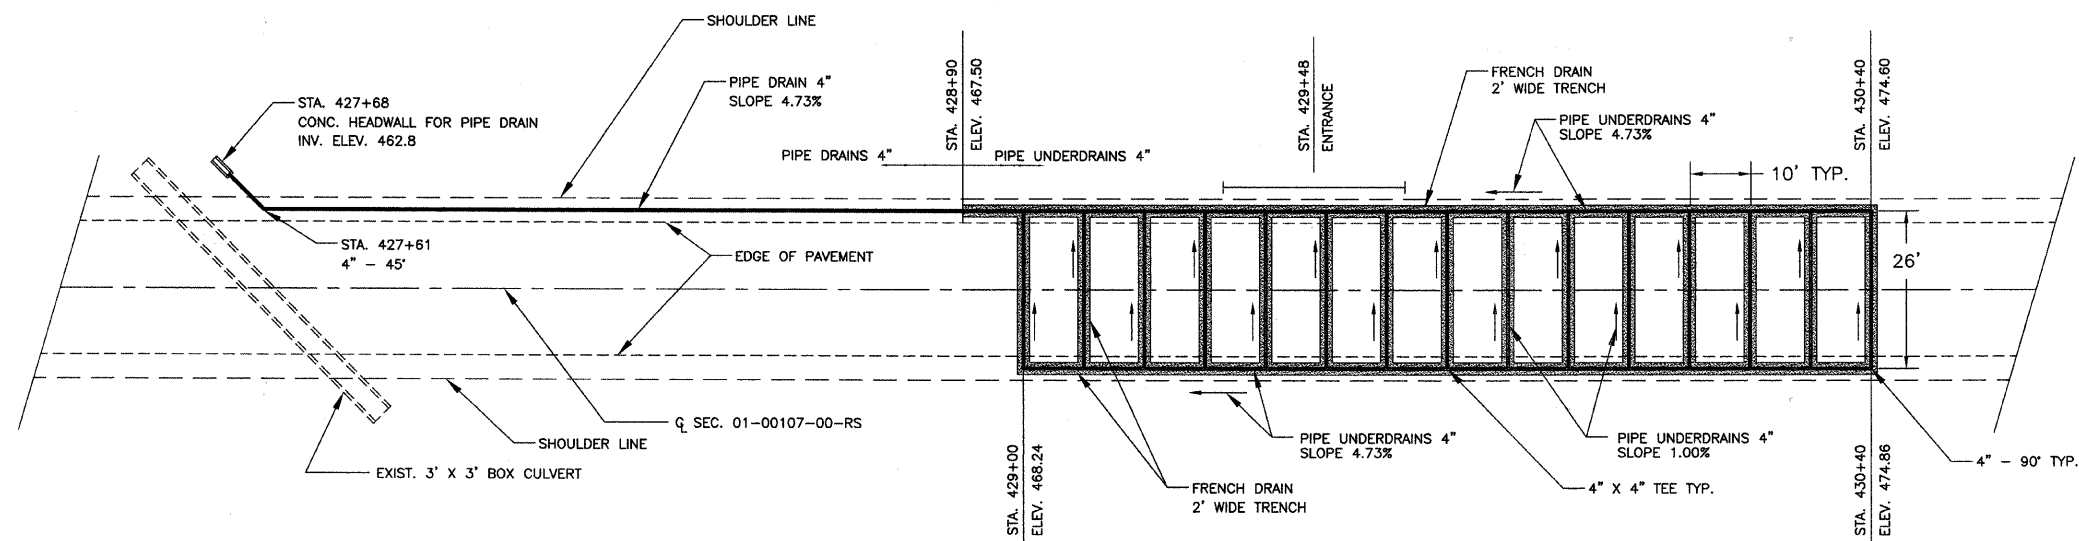 SHOULDER LINE
PIPE DRAIN 4"
SLOPE 4.73%
STA. 427+68
CONC. HEADWALL FOR PIPE DRAIN
INV. ELEV. 462.8
STA. 428+90
ELEV. 467.50
STA. 429+48
ENTRANCE
FRENCH DRAIN
2' WIDE TRENCH
PIPE UNDERDRAINS 4"
SLOPE 4.73%
STA. 430+40
ELEV. 474.60
PIPE DRAINS 4"
PIPE UNDERDRAINS 4"
10' TYP.
STA. 427+61
4" - 45°
EDGE OF PAVEMENT
26'
℄ SEC. 01-00107-00-RS
SHOULDER LINE
EXIST. 3' X 3' BOX CULVERT
STA. 429+00
ELEV. 468.24
PIPE UNDERDRAINS 4"
SLOPE 4.73%
FRENCH DRAIN
2' WIDE TRENCH
PIPE UNDERDRAINS 4"
SLOPE 1.00%
4" X 4" TEE TYP.
STA. 430+40
ELEV. 474.86
4" - 90° TYP.